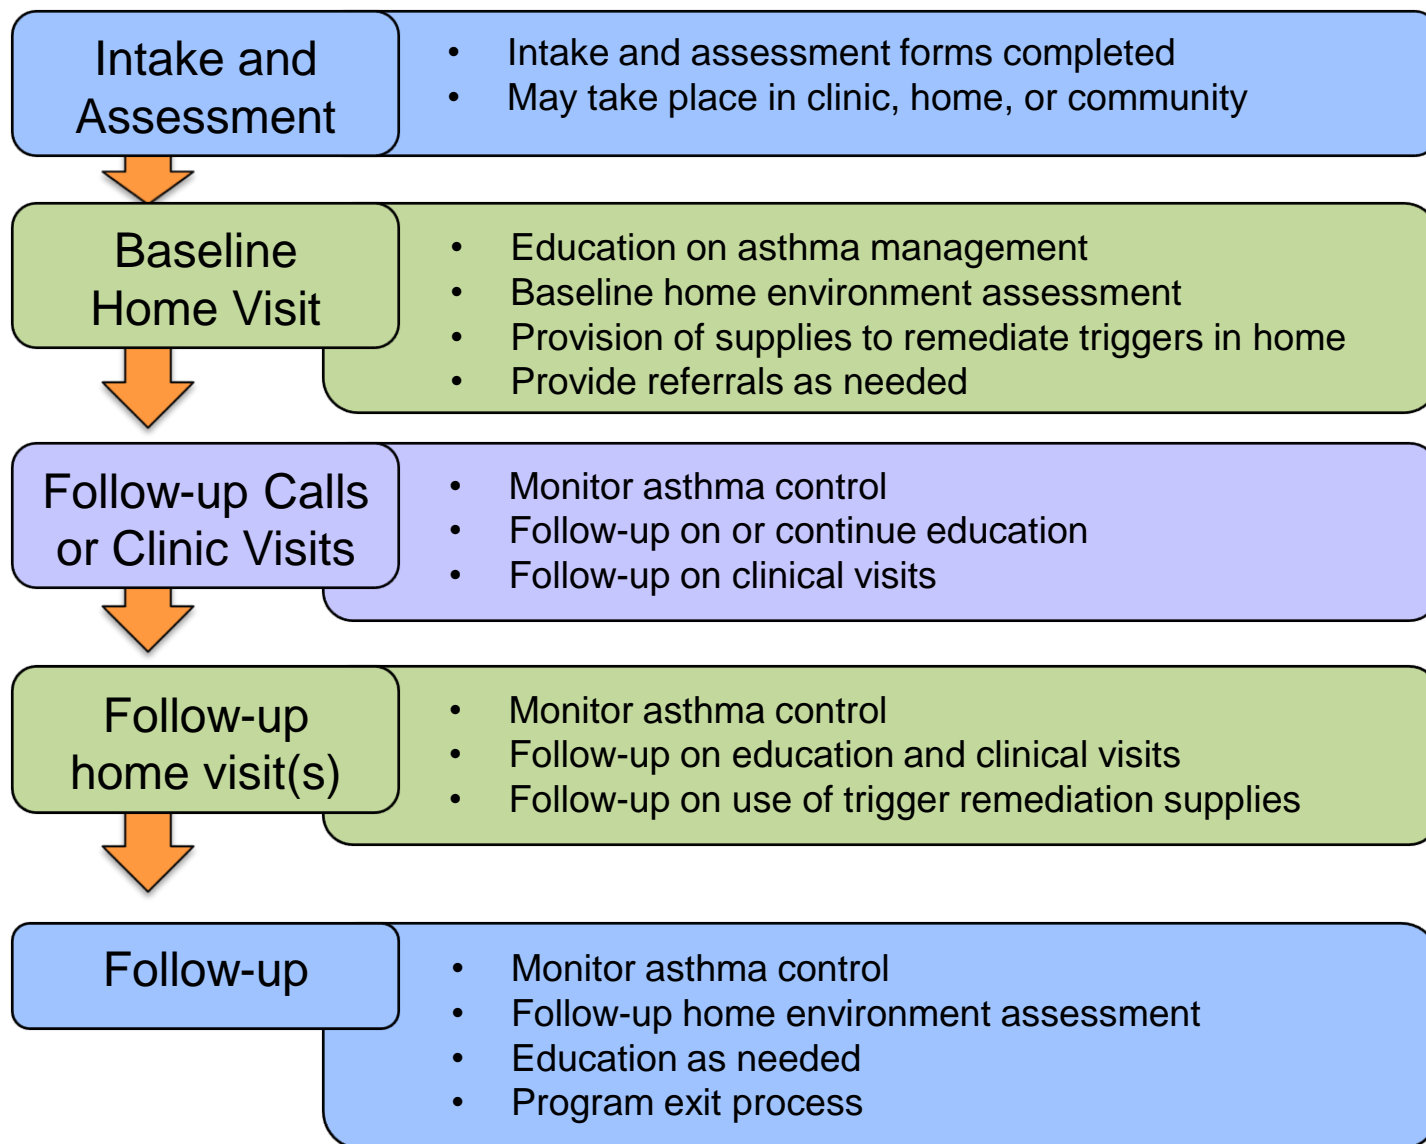 Intake and
Assessment
• Intake and assessment forms completed
• May take place in clinic, home, or community
Baseline
Home Visit
• Education on asthma management
• Baseline home environment assessment
• Provision of supplies to remediate triggers in home
• Provide referrals as needed
Follow-up Calls
or Clinic Visits
• Monitor asthma control
• Follow-up on or continue education
• Follow-up on clinical visits
Follow-up
home visit(s)
• Monitor asthma control
• Follow-up on education and clinical visits
• Follow-up on use of trigger remediation supplies
Follow-up
• Monitor asthma control
• Follow-up home environment assessment
• Education as needed
• Program exit process